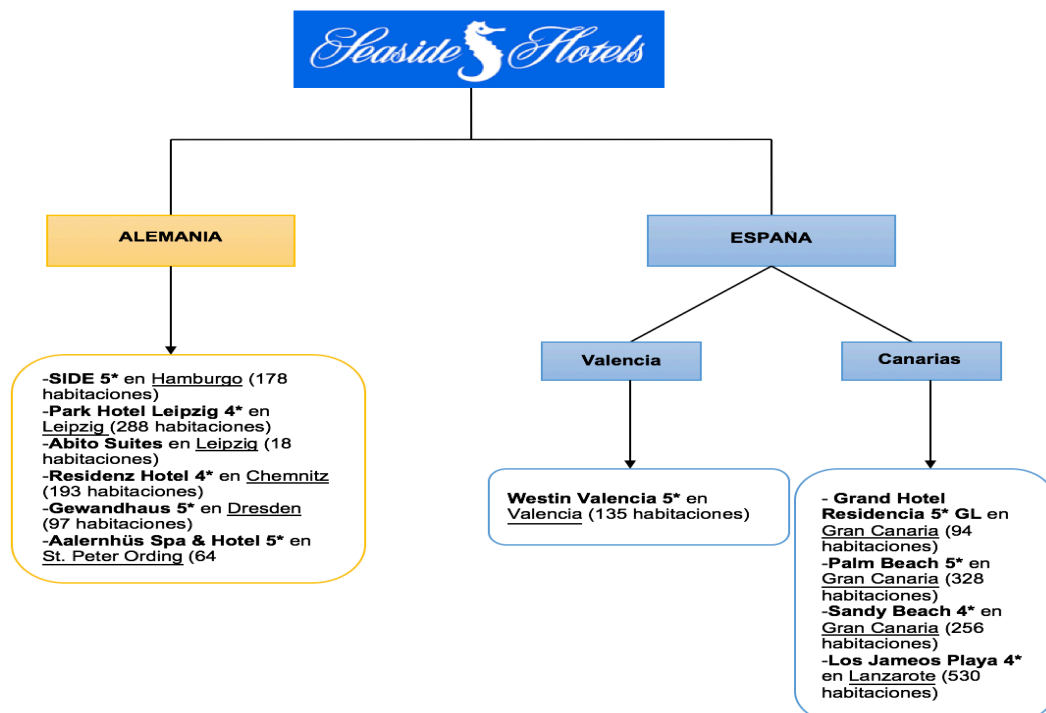 Seaside Hotels
ALEMANIA
ESPAÑA
Valencia
Canarias
-SIDE 5* en Hamburgo (178
habitaciones)
-Park Hotel Leipzig 4* en
Leipzig (288 habitaciones)
-Abito Suites en Leipzig (18
habitaciones)
-Residenz Hotel 4* en Chemnitz
(193 habitaciones)
-Gewandhaus 5* en Dresden
(97 habitaciones)
-Aalernhüs Spa & Hotel 5* en
St. Peter Ording (64
Westin Valencia 5* en
Valencia (135 habitaciones)
- Grand Hotel
Residencia 5* GL en
Gran Canaria (94
habitaciones)
-Palm Beach 5* en
Gran Canaria (328
habitaciones)
-Sandy Beach 4* en
Gran Canaria (256
habitaciones)
-Los Jameos Playa 4*
en Lanzarote (530
habitaciones)